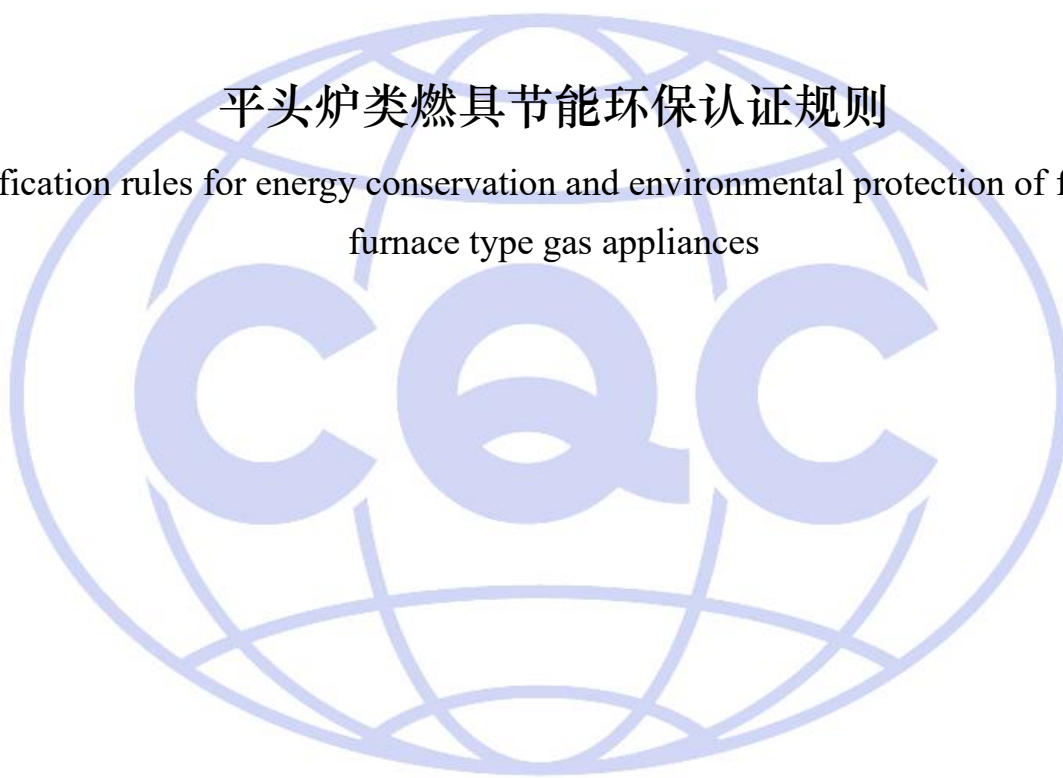 平头炉类燃具节能环保认证规则
fication rules for energy conservation and environmental protection of f
furnace type gas appliances
CQC